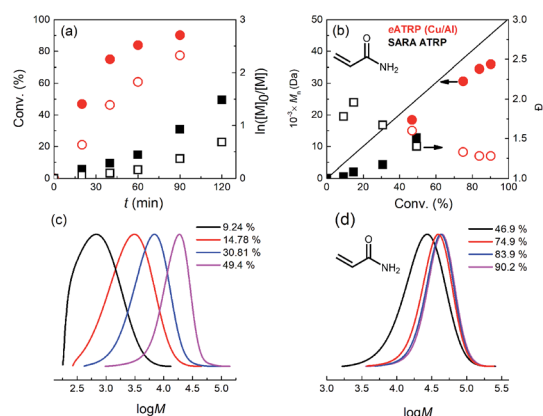 (a)
Conv. (%)
100
80
60
40
20
0
0 20 40 60 80 100 120
t (min)
3
2
1
0
ln([M]0/[M])
(b)
eATRP (Cu/Al)
SARA ATRP
O
NH2
10-3× Mn (Da)
50
40
30
20
10
0
0 20 40 60 80 100
Conv. (%)
3.0
2.5
2.0
1.5
1.0
Đ
(c)
9.24 %
14.78 %
30.81 %
49.4 %
2.5 3.0 3.5 4.0 4.5 5.0
logM
(d)
O
NH2
46.9 %
74.9 %
83.9 %
90.2 %
3.0 3.5 4.0 4.5 5.0 5.5
logM